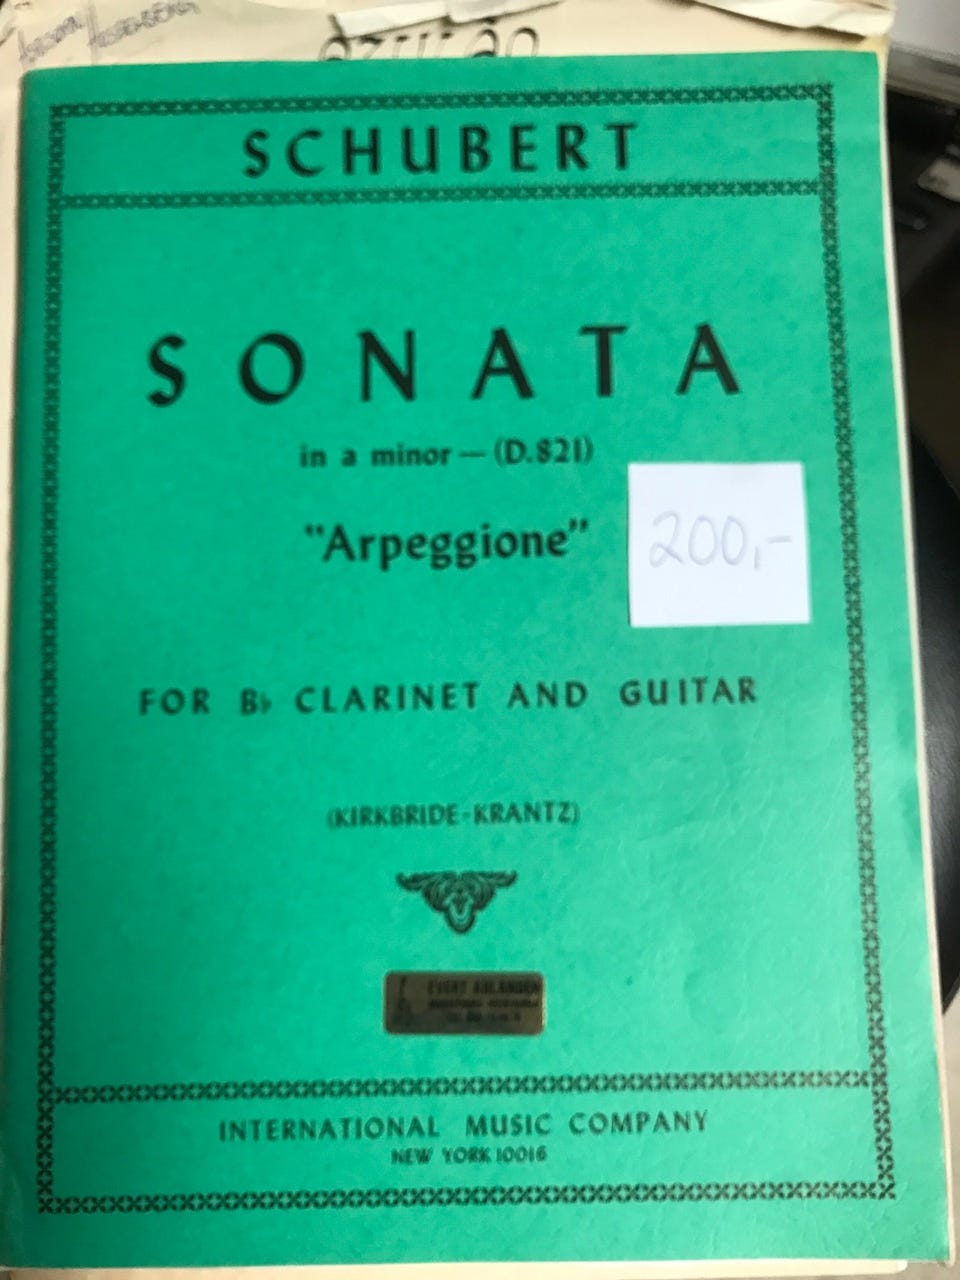 SCHUBERT
SONATA
in a minor — (D.821)
"Arpeggione"
200,-
FOR B♭ CLARINET AND GUITAR
(KIRKBRIDE-KRANTZ)
EVERT
INTERNATIONAL MUSIC COMPANY
NEW YORK 10016